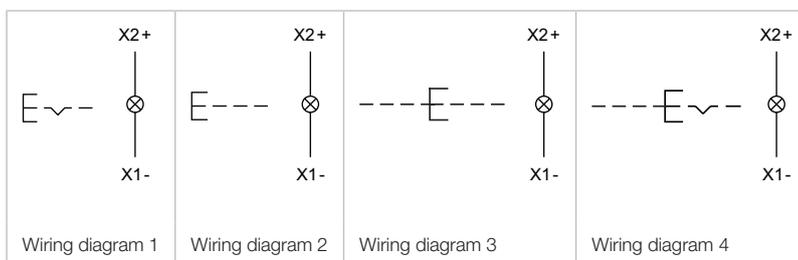 X2+ X2+ X2+ X2+
X1- X1- X1- X1-
Wiring diagram 1 Wiring diagram 2 Wiring diagram 3 Wiring diagram 4